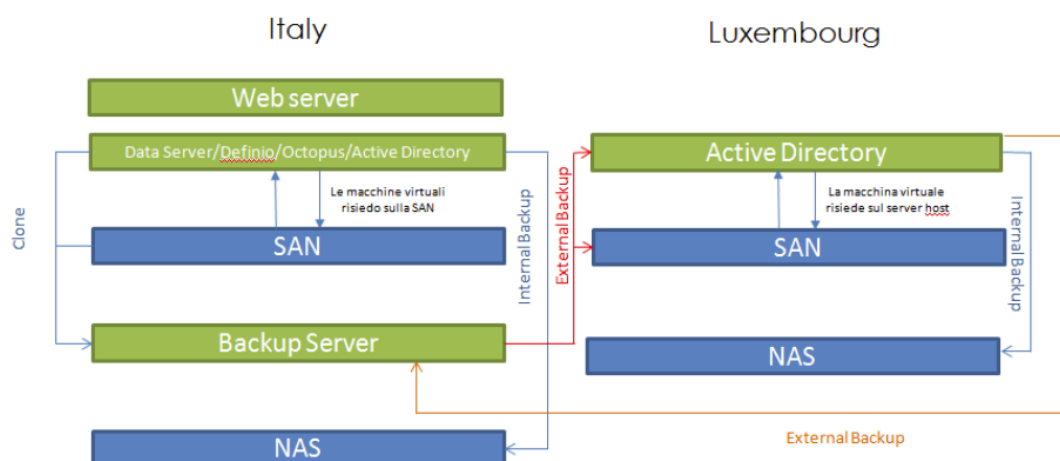 Italy
Luxembourg
Web server
Data Server/Definio/Octopus/Active Directory
Active Directory
Le macchine virtuali
risiedo sulla SAN
La macchina virtuale
risiede sul server host
Clone
Internal Backup
External Backup
Internal Backup
SAN
SAN
Backup Server
NAS
NAS
External Backup